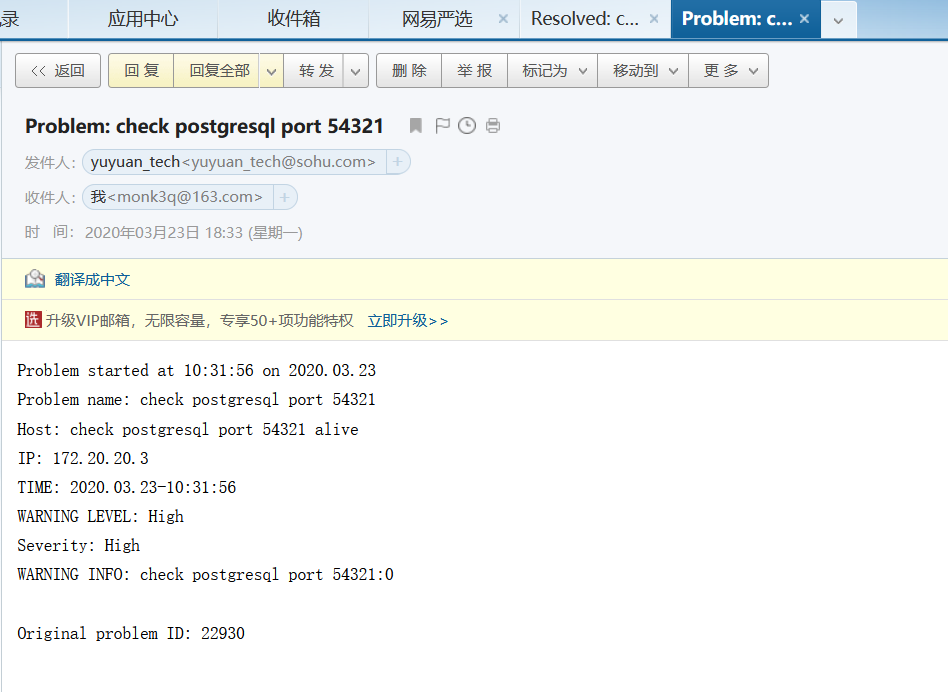 录 应用中心 收件箱 网易严选 × Resolved: c... × Problem: c... ×
<< 返回 回 复 回复全部 转 发 删 除 举 报 标记为 移动到 更 多
Problem: check postgresql port 54321
发件人: yuyuan_tech<yuyuan_tech@sohu.com> +
收件人: 我<monk3q@163.com> +
时 间: 2020年03月23日 18:33 (星期一)
翻译成中文
选 升级VIP邮箱，无限容量，专享50+项功能特权 立即升级>>
Problem started at 10:31:56 on 2020.03.23
Problem name: check postgresql port 54321
Host: check postgresql port 54321 alive
IP: 172.20.20.3
TIME: 2020.03.23-10:31:56
WARNING LEVEL: High
Severity: High
WARNING INFO: check postgresql port 54321:0
Original problem ID: 22930